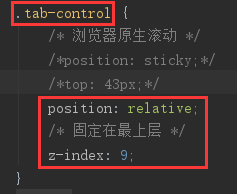 .tab-control {
/* 浏览器原生滚动 */
/*position: sticky;*/
/*top: 43px;*/
position: relative;
/* 固定在最上层 */
z-index: 9;
}